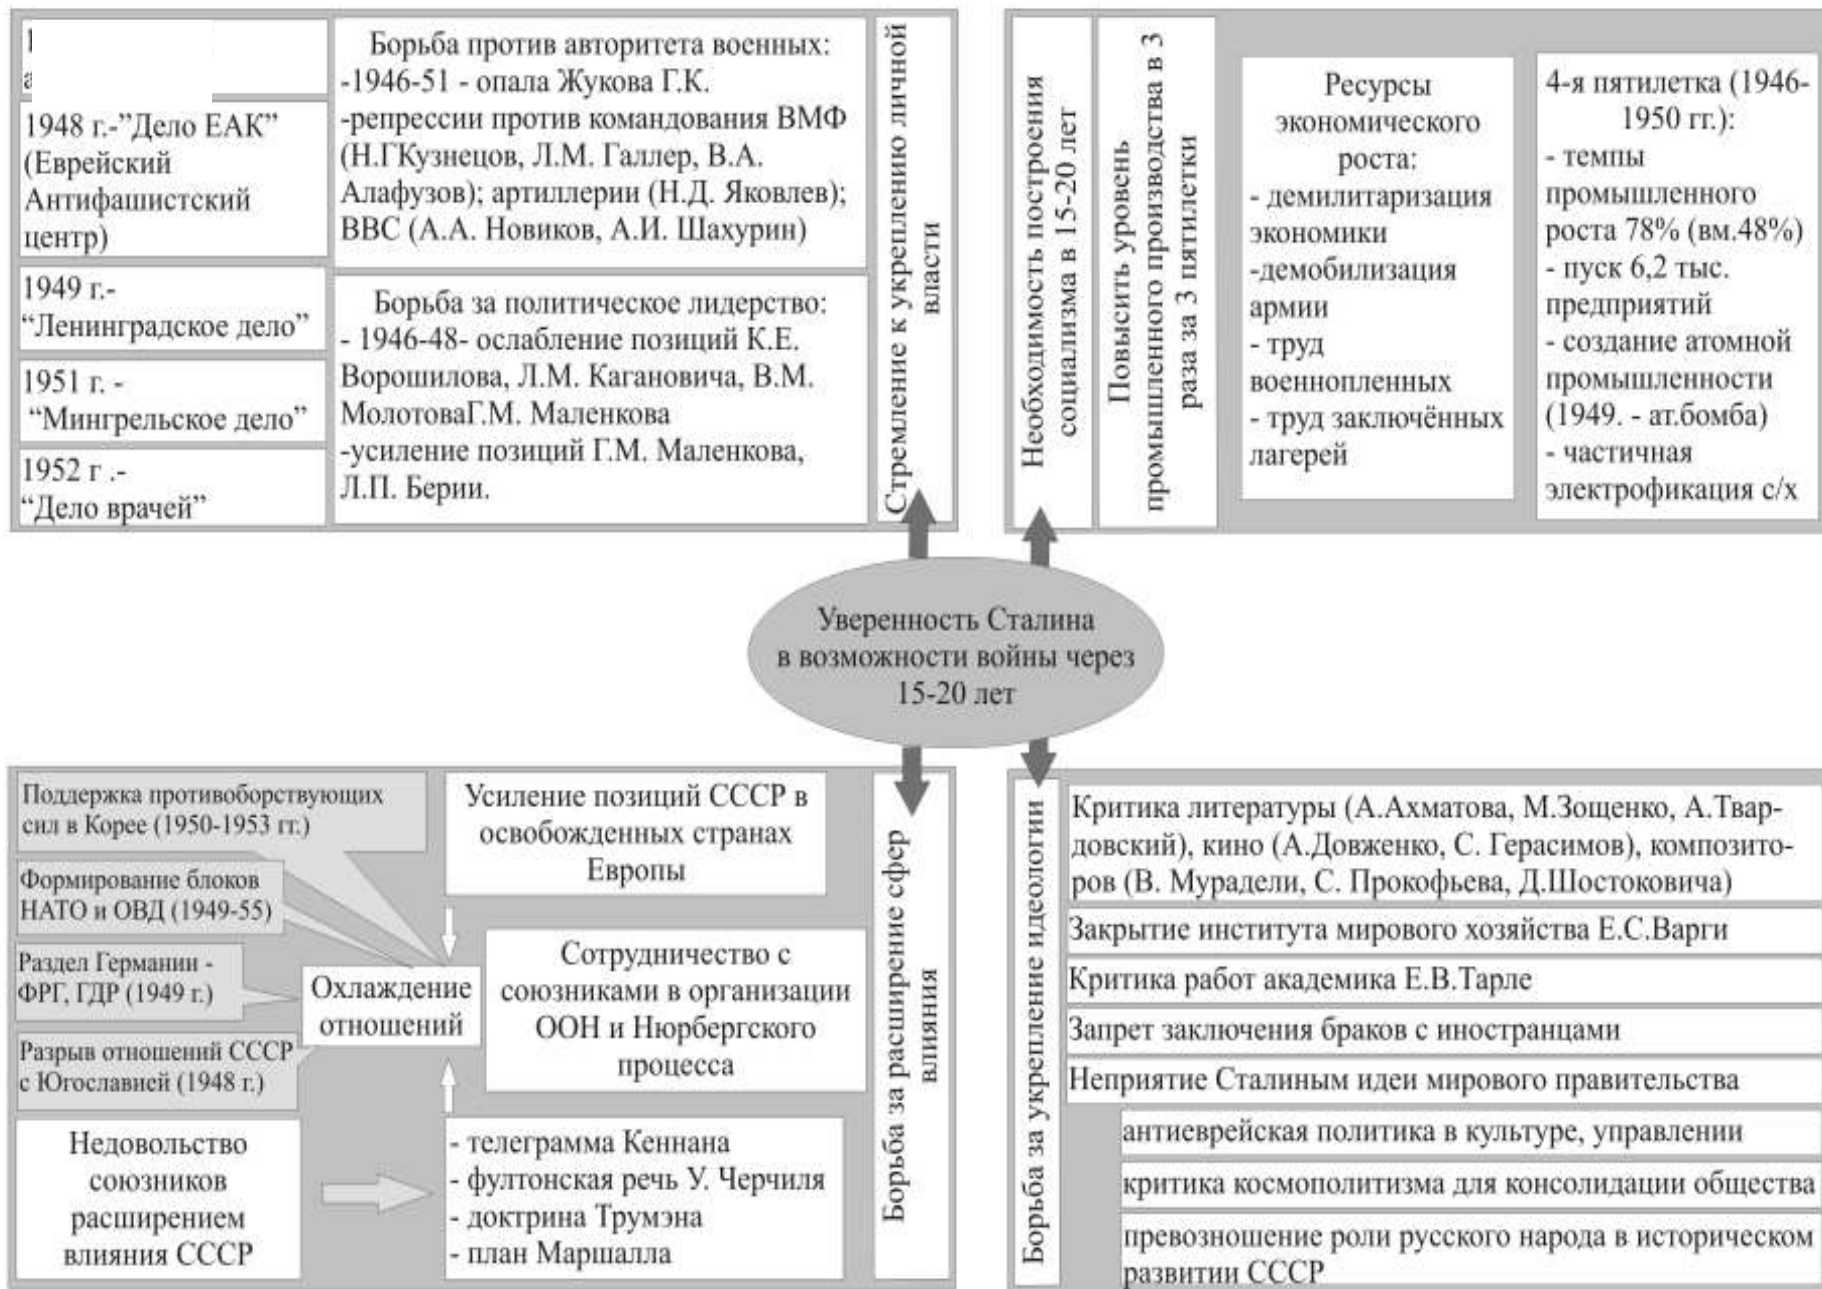 1948 г.-”Дело ЕАК”
(Еврейский
Антифашистский
центр)
1949 г.-
“Ленинградское дело”
1951 г. -
“Мингрельское дело”
1952 г .-
“Дело врачей”
Борьба против авторитета военных:
-1946-51 - опала Жукова Г.К.
-репрессии против командования ВМФ
(Н.ГКузнецов, Л.М. Галлер, В.А.
Алафузов); артиллерии (Н.Д. Яковлев);
ВВС (А.А. Новиков, А.И. Шахурин)
Борьба за политическое лидерство:
- 1946-48- ослабление позиций К.Е.
Ворошилова, Л.М. Кагановича, В.М.
МолотоваГ.М. Маленкова
-усиление позиций Г.М. Маленкова,
Л.П. Берии.
Стремление к укреплению личной
власти
Необходимость построения
социализма в 15-20 лет
Повысить уровень
промышленного производства в 3
раза за 3 пятилетки
Ресурсы
экономического
роста:
- демилитаризация
экономики
-демобилизация
армии
- труд
военнопленных
- труд заключённых
лагерей
4-я пятилетка (1946-
1950 гг.):
- темпы
промышленного
роста 78% (вм.48%)
- пуск 6,2 тыс.
предприятий
- создание атомной
промышленности
(1949. - ат.бомба)
- частичная
электрофикация с/х
Уверенность Сталина
в возможности войны через
15-20 лет
Поддержка противоборствующих
сил в Корее (1950-1953 гг.)
Формирование блоков
НАТО и ОВД (1949-55)
Раздел Германии -
ФРГ, ГДР (1949 г.)
Разрыв отношений СССР
с Югославией (1948 г.)
Недовольство
союзников
расширением
влияния СССР
Охлаждение
отношений
Усиление позиций СССР в
освобожденных странах
Европы
Сотрудничество с
союзниками в организации
ООН и Нюрбергского
процесса
- телеграмма Кеннана
- фултонская речь У. Черчиля
- доктрина Трумэна
- план Маршалла
Борьба за расширение сфер
влияния
Борьба за укрепление идеологии
Критика литературы (А.Ахматова, М.Зощенко, А.Твар-
довский), кино (А.Довженко, С. Герасимов), композито-
ров (В. Мурадели, С. Прокофьева, Д.Шостоковича)
Закрытие института мирового хозяйства Е.С.Варги
Критика работ академика Е.В.Тарле
Запрет заключения браков с иностранцами
Неприятие Сталиным идеи мирового правительства
антиеврейская политика в культуре, управлении
критика космополитизма для консолидации общества
превозношение роли русского народа в историческом
развитии СССР